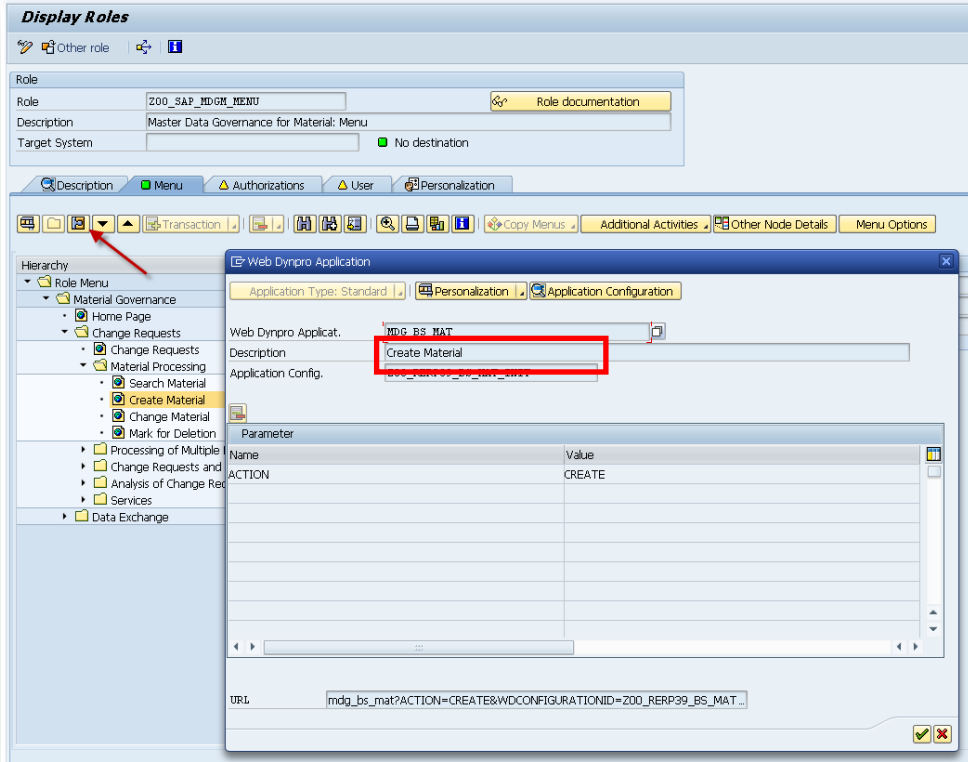 Display Roles
Other role
Role
Role Z00_SAP_MDGM_MENU Role documentation
Description Master Data Governance for Material: Menu
Target System No destination
Description Menu Authorizations User Personalization
Transaction Copy Menus Additional Activities Other Node Details Menu Options
Hierarchy
Role Menu
Material Governance
Home Page
Change Requests
Change Requests
Material Processing
Search Material
Create Material
Change Material
Mark for Deletion
Processing of Multiple
Change Requests and
Analysis of Change Req
Services
Data Exchange
Web Dynpro Application
Application Type: Standard Personalization Application Configuration
Web Dynpro Applicat. MDG_BS_MAT
Description Create Material
Application Config. Z00_RERP39_BS_MAT_INIT
Parameter
Name Value
ACTION CREATE
URL mdg_bs_mat?ACTION=CREATE&WDCONFIGURATIONID=Z00_RERP39_BS_MAT...